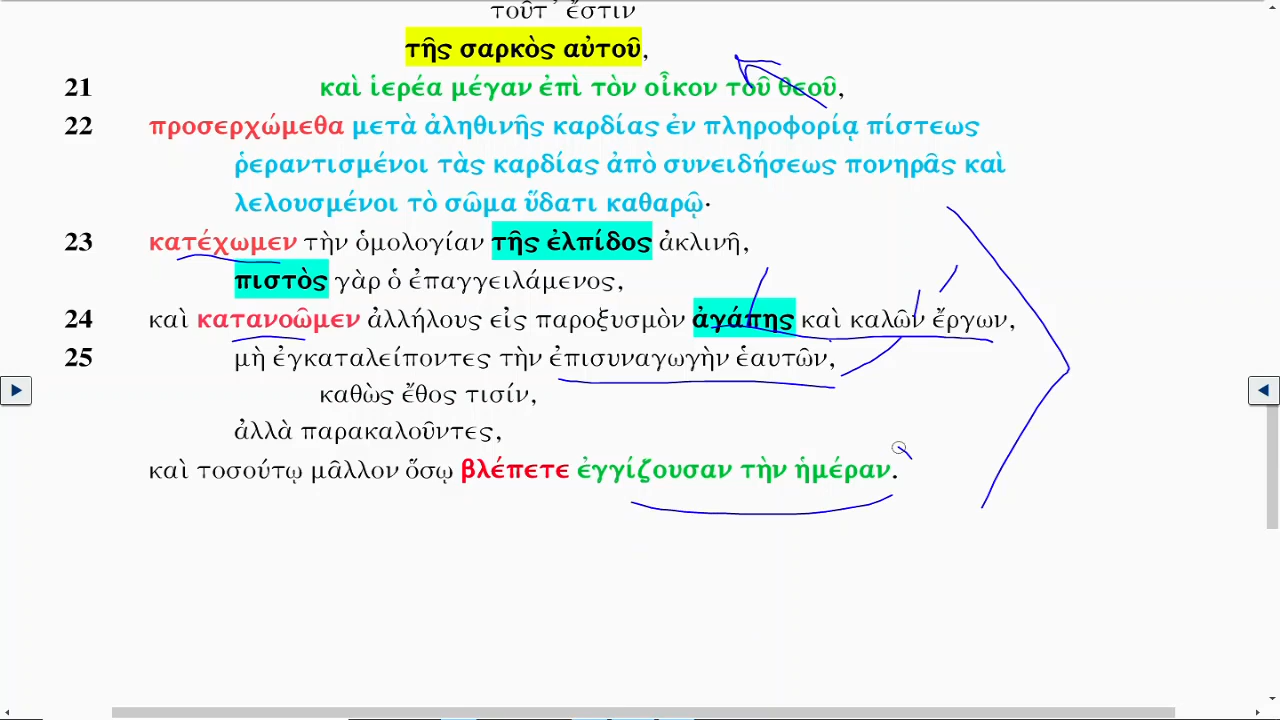 τοῦτ ̓ ἔστιν
τῆς σαρκὸς αὐτοῦ,
21 καὶ ἱερέα μέγαν ἐπὶ τὸν οἶκον τοῦ θεοῦ,
22 προσερχώμεθα μετὰ ἀληθινῆς καρδίας ἐν πληροφορίᾳ πίστεως
ῥεραντισμένοι τὰς καρδίας ἀπὸ συνειδήσεως πονηρᾶς καὶ
λελουσμένοι τὸ σῶμα ὕδατι καθαρῷ·
23 κατέχωμεν τὴν ὁμολογίαν τῆς ἐλπίδος ἀκλινῆ,
πιστὸς γὰρ ὁ ἐπαγγειλάμενος,
24 καὶ κατανοῶμεν ἀλλήλους εἰς παροξυσμὸν ἀγάπης καὶ καλῶν ἔργων,
25 μὴ ἐγκαταλείποντες τὴν ἐπισυναγωγὴν ἑαυτῶν,
καθὼς ἔθος τισίν,
ἀλλὰ παρακαλοῦντες,
καὶ τοσούτῳ μᾶλλον ὅσῳ βλέπετε ἐγγίζουσαν τὴν ἡμέραν.